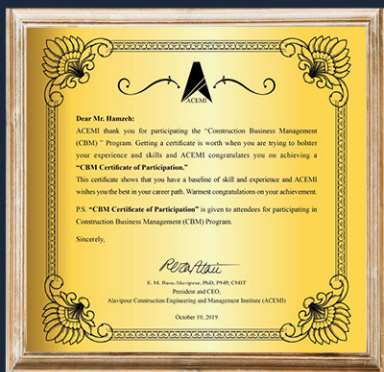 ACEMI
Dear Mr. Hamzeh:
ACEMI thank you for participating the "Construction Business Management
(CBM) " Program. Getting a certificate is worth when you are trying to bolster
your experience and skills and ACEMI congratulates you on achieving a
"CBM Certificate of Participation."
This certificate shows that you have a baseline of skill and experience and ACEMI
wishes you the best in your career path. Warmest congratulations on your achievement.
P.S. "CBM Certificate of Participation" is given to attendees for participating in
Construction Business Management (CBM) Program.
Sincerely,
E. M. Reza Alavipour, PhD, PMP, CMIT
President and CEO,
Alavipour Construction Engineering and Management Institute (ACEMI)
October 10, 2019